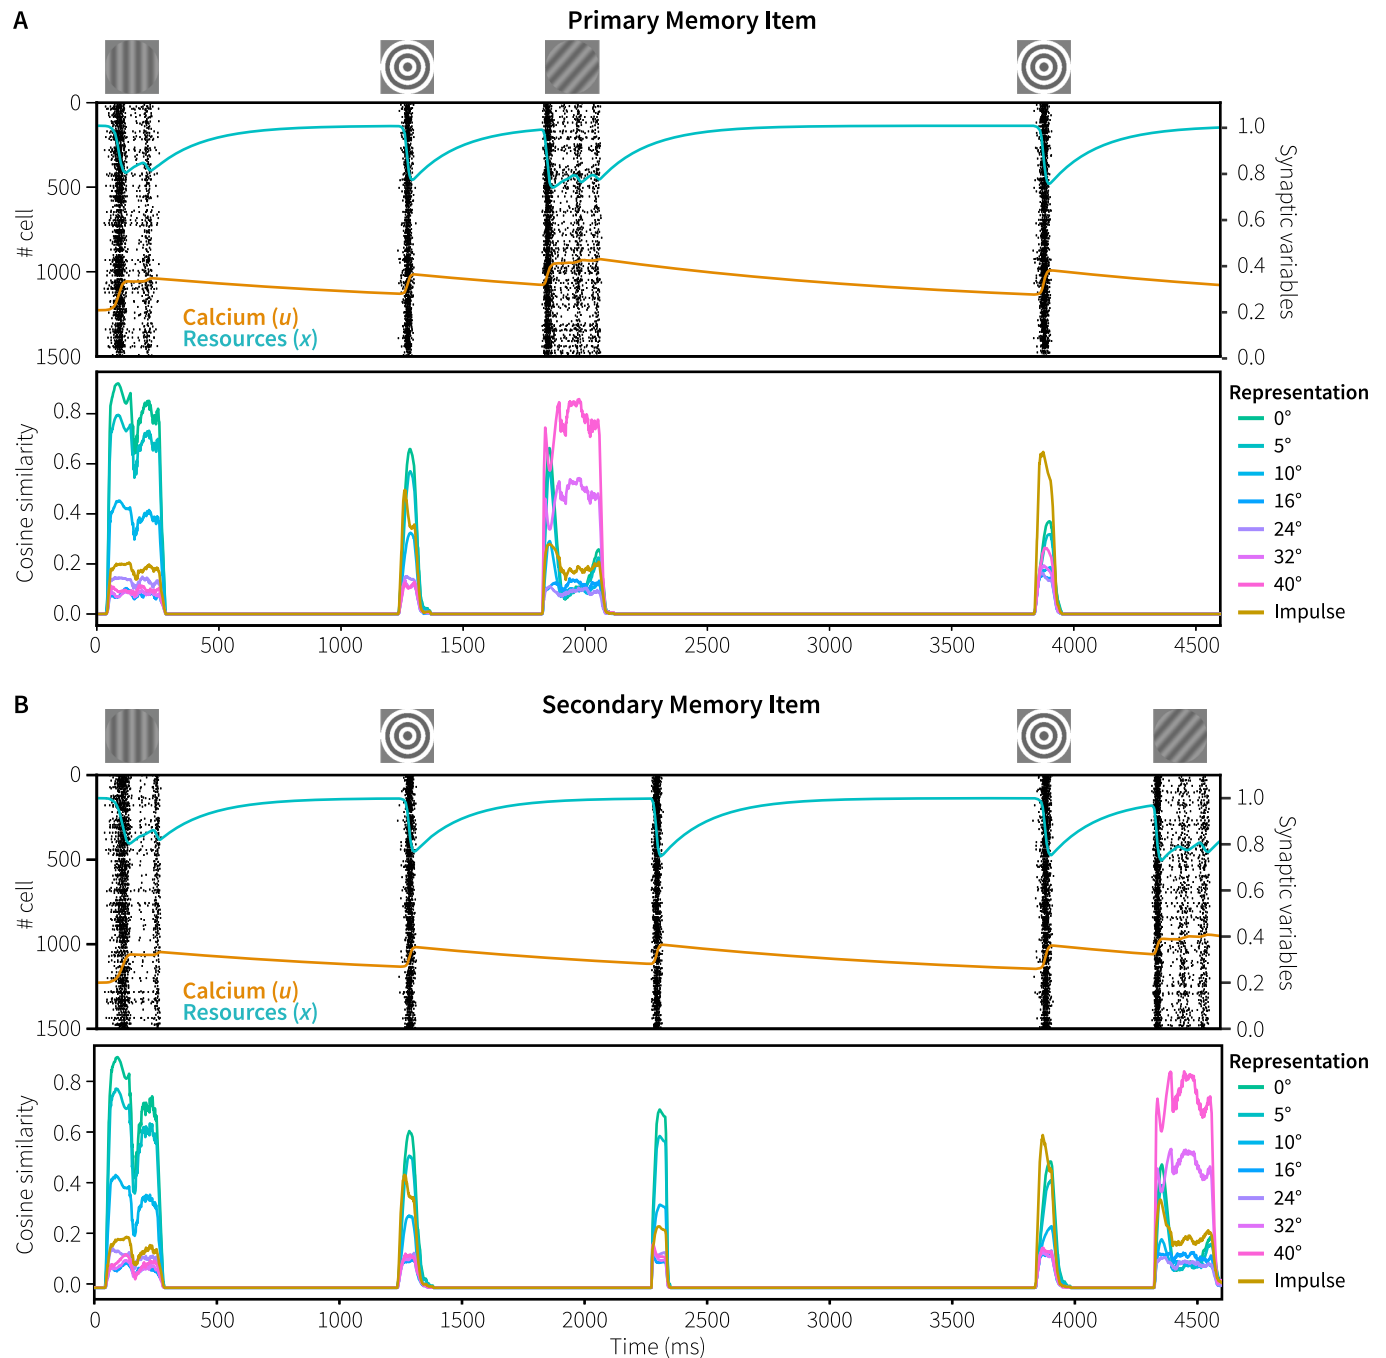 A
Primary Memory Item
0
500
1000
1500
# cell
1.0
0.8
0.6
0.4
0.2
0.0
Synaptic variables
Calcium (u)
Resources (x)
0.8
0.6
0.4
0.2
0.0
Cosine similarity
0 500 1000 1500 2000 2500 3000 3500 4000 4500
Representation
0°
5°
10°
16°
24°
32°
40°
Impulse
B
Secondary Memory Item
0
500
1000
1500
# cell
1.0
0.8
0.6
0.4
0.2
0.0
Synaptic variables
Calcium (u)
Resources (x)
0.8
0.6
0.4
0.2
0.0
Cosine similarity
0 500 1000 1500 2000 2500 3000 3500 4000 4500
Time (ms)
Representation
0°
5°
10°
16°
24°
32°
40°
Impulse